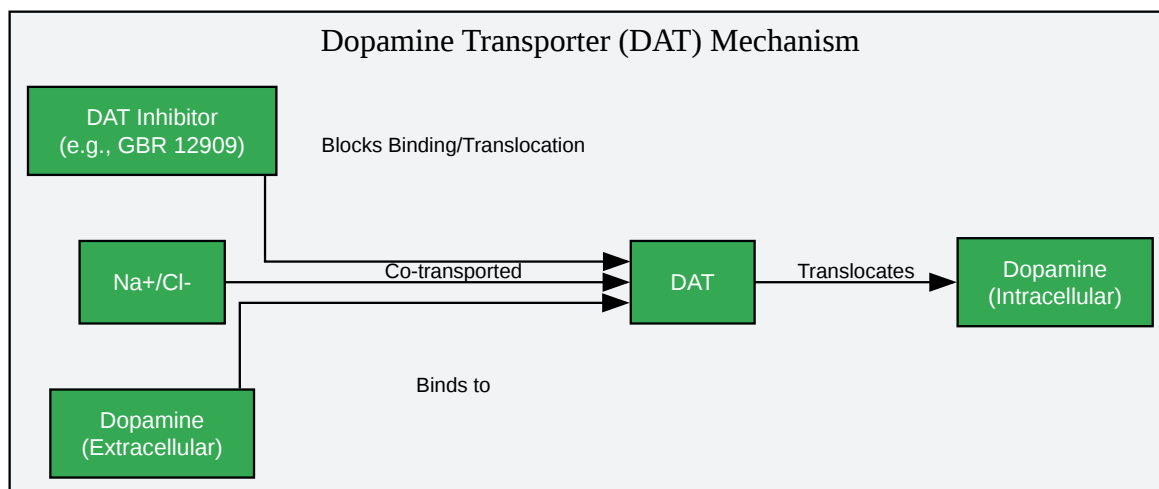 Dopamine Transporter (DAT) Mechanism
DAT Inhibitor
(e.g., GBR 12909)
Blocks Binding/Translocation
Na+/Cl-
Co-transported
DAT
Translocates
Dopamine
(Intracellular)
Binds to
Dopamine
(Extracellular)